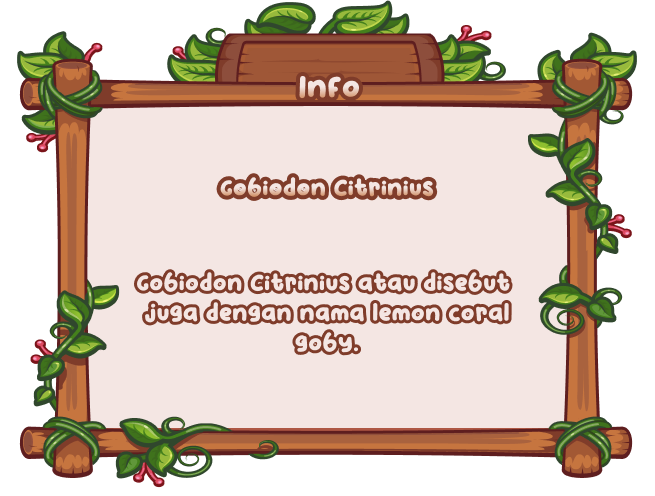 Info
Gobiodon Citrinius
Gobiodon Citrinius atau disebut
juga dengan nama lemon coral
goby.